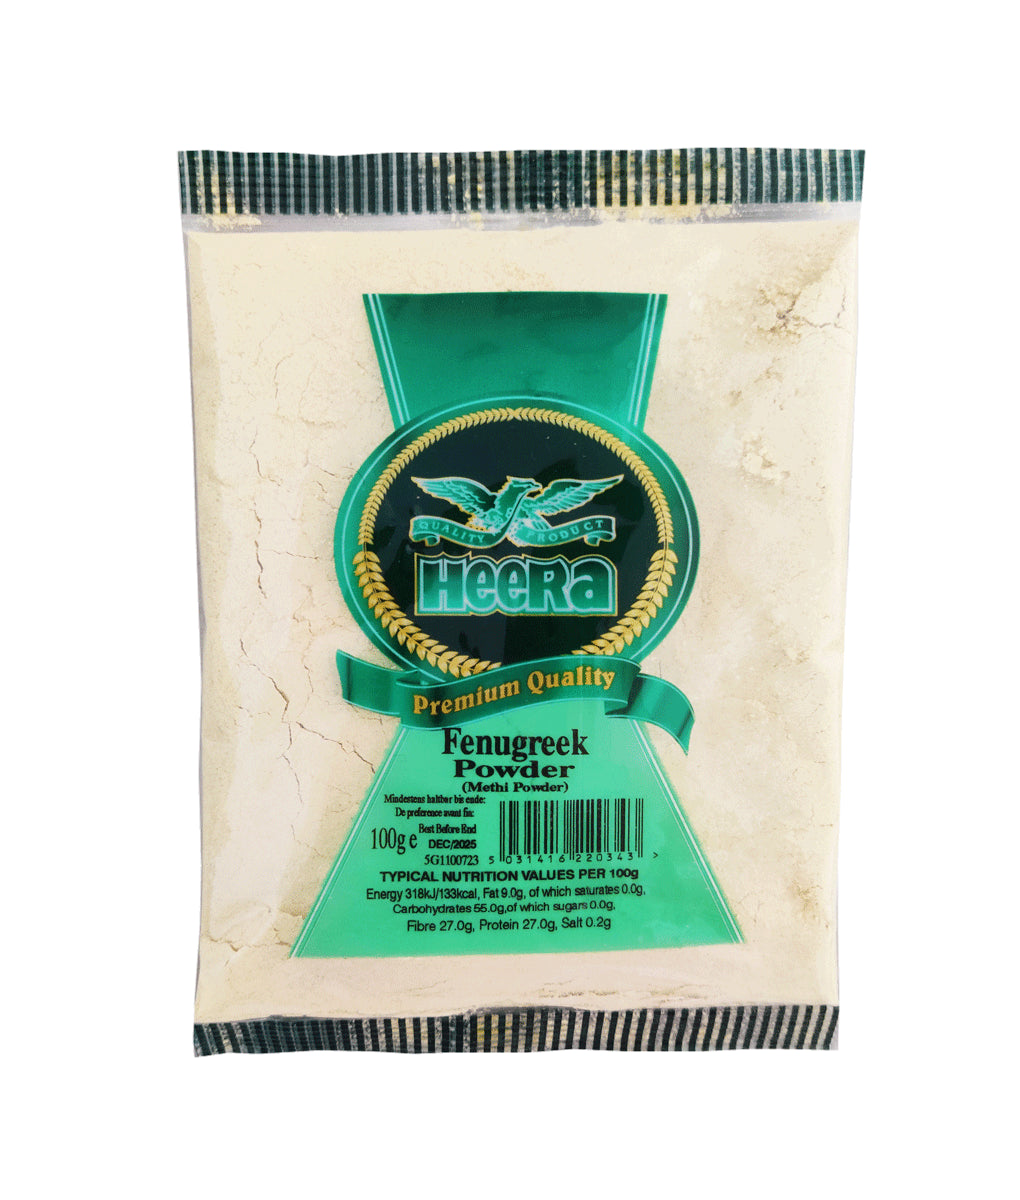 QUALITY PRODUCT
HEERA
Premium Quality
Fenugreek
Powder
(Methi Powder)
Mindestens haltbar bis ende:
De preference avant fin:
100g e Best Before End
DEC/2025
5G1100723
5 031416 220343 >
TYPICAL NUTRITION VALUES PER 100g
Energy 318kJ/133kcal, Fat 9.0g, of which saturates 0.0g,
Carbohydrates 55.0g,of which sugars 0.0g,
Fibre 27.0g, Protein 27.0g, Salt 0.2g